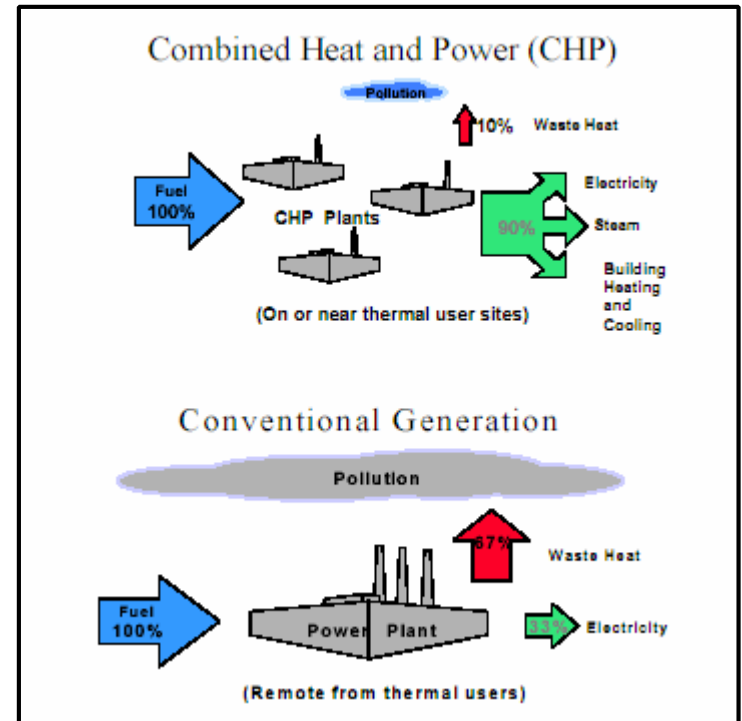 Combined Heat and Power (CHP)
Pollution
10% Waste Heat
Fuel
100%
CHP Plants
90%
Electricity
Steam
Building
Heating
and
Cooling
(On or near thermal user sites)
Conventional Generation
Pollution
67%
Waste Heat
Fuel
100%
Power Plant
33%
Electricity
(Remote from thermal users)